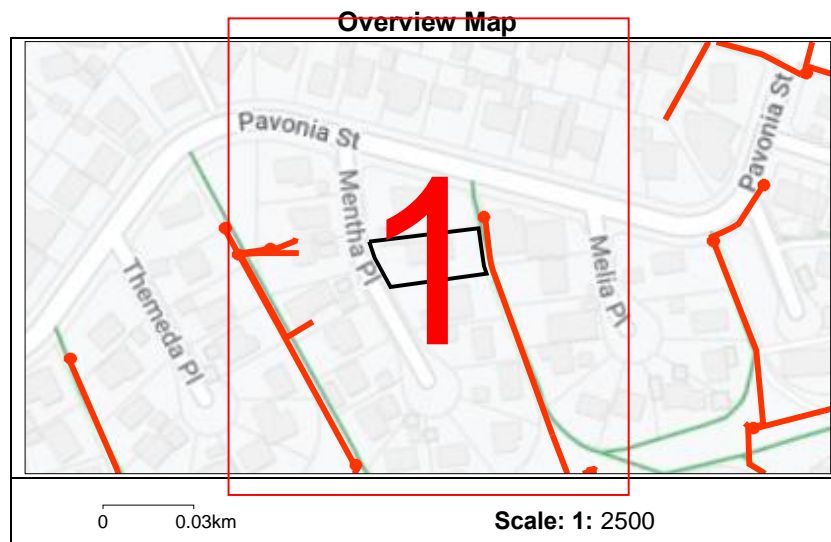 Overview Map
Pavonia St
Pavonia St
Mentha Pl
1
Melia Pl
Themeda Pl
0 0.03km
Scale: 1: 2500